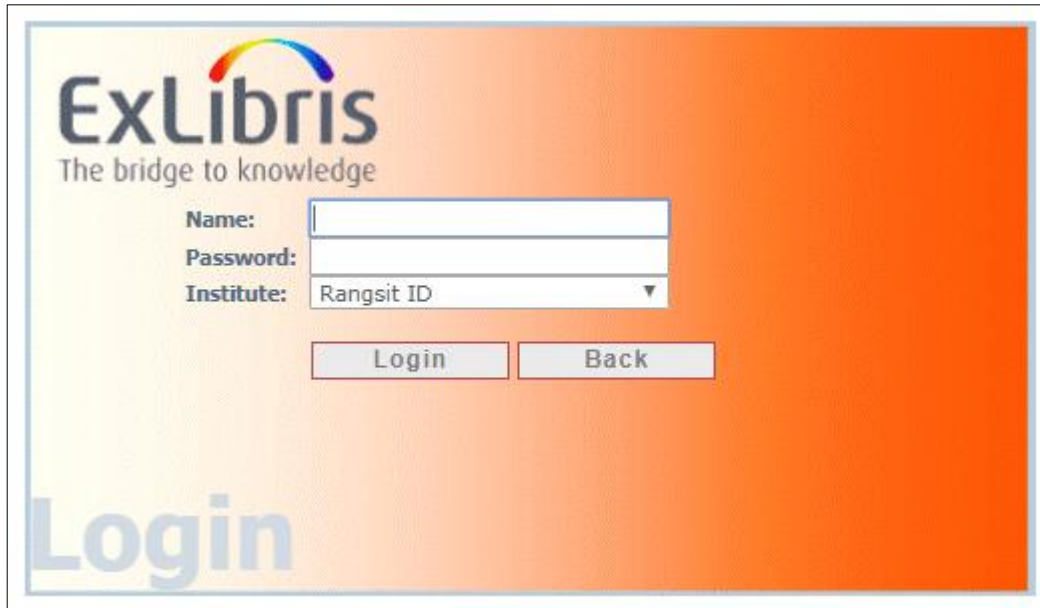 ExLibris
The bridge to knowledge
Name:
Password:
Institute: Rangsit ID
Login Back
Login